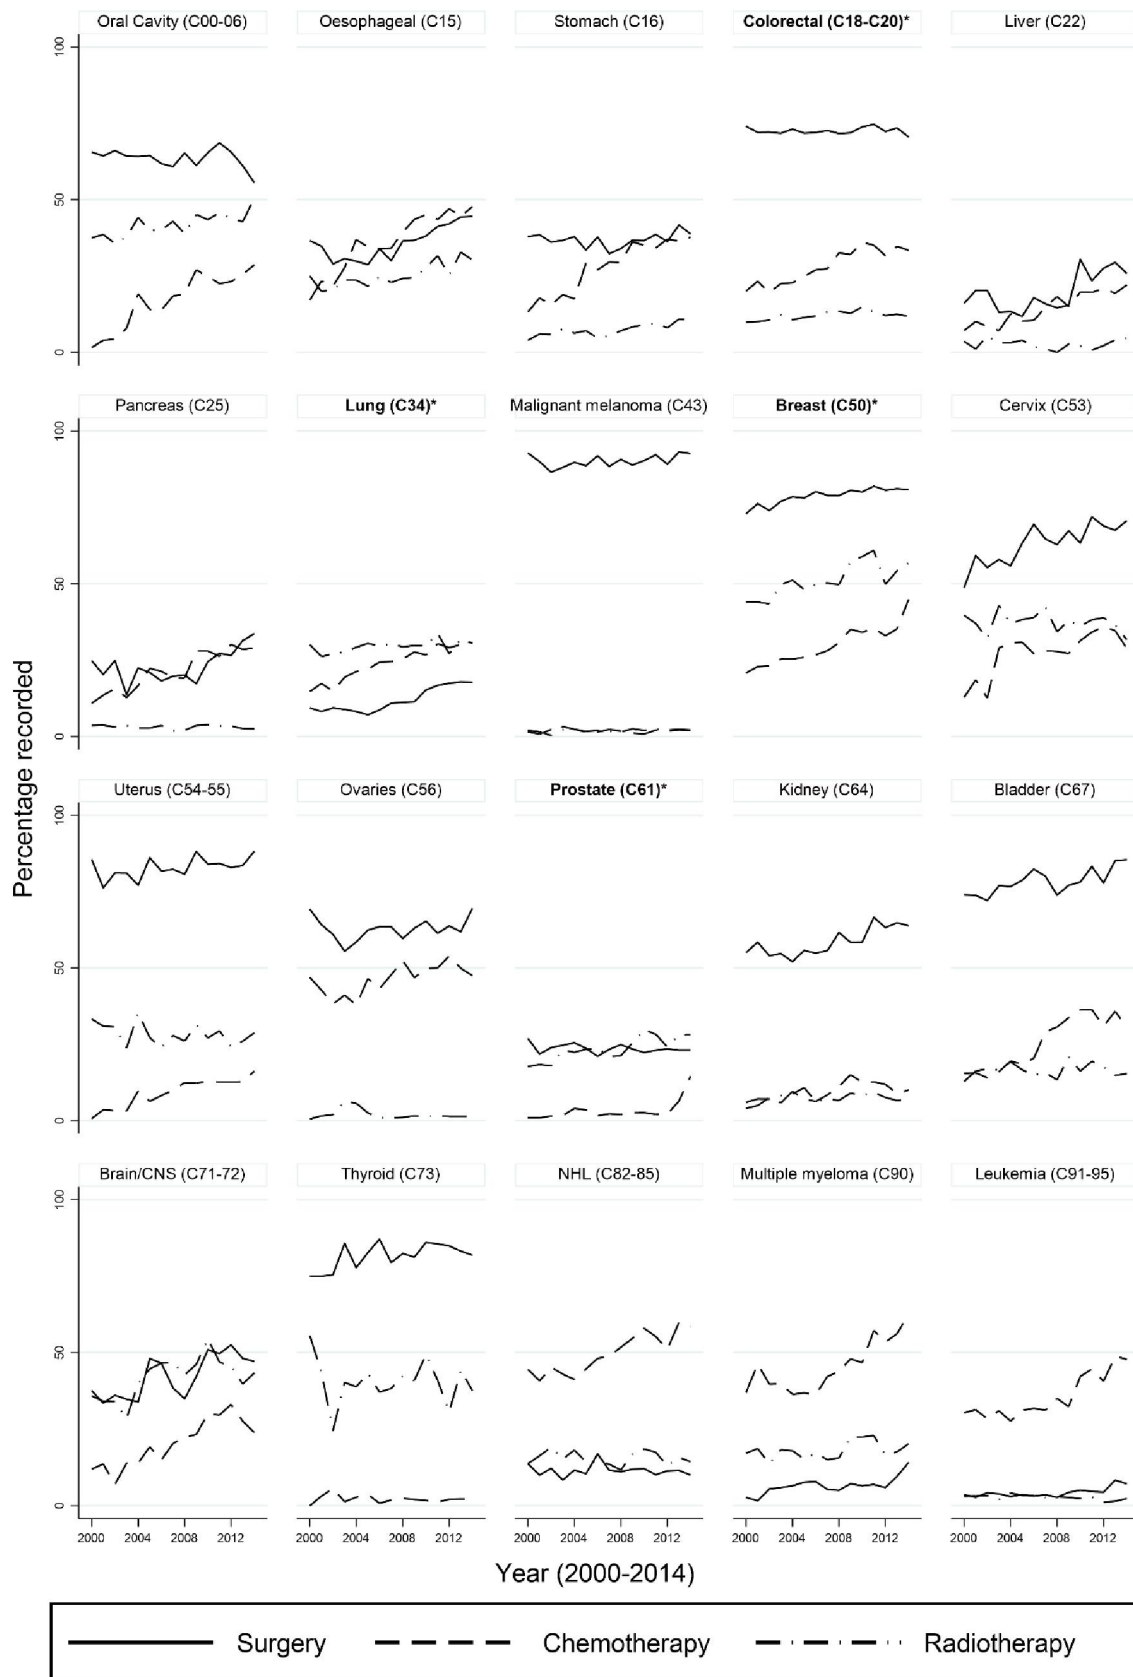 Oral Cavity (C00-06) Oesophageal (C15) Stomach (C16) Colorectal (C18-C20)* Liver (C22)
100
50
0
Pancreas (C25) Lung (C34)* Malignant melanoma (C43) Breast (C50)* Cervix (C53)
100
50
0
Percentage recorded
Uterus (C54-55) Ovaries (C56) Prostate (C61)* Kidney (C64) Bladder (C67)
100
50
0
Brain/CNS (C71-72) Thyroid (C73) NHL (C82-85) Multiple myeloma (C90) Leukemia (C91-95)
100
50
0
2000 2004 2008 2012 2000 2004 2008 2012 2000 2004 2008 2012 2000 2004 2008 2012 2000 2004 2008 2012
Year (2000-2014)
Surgery Chemotherapy Radiotherapy